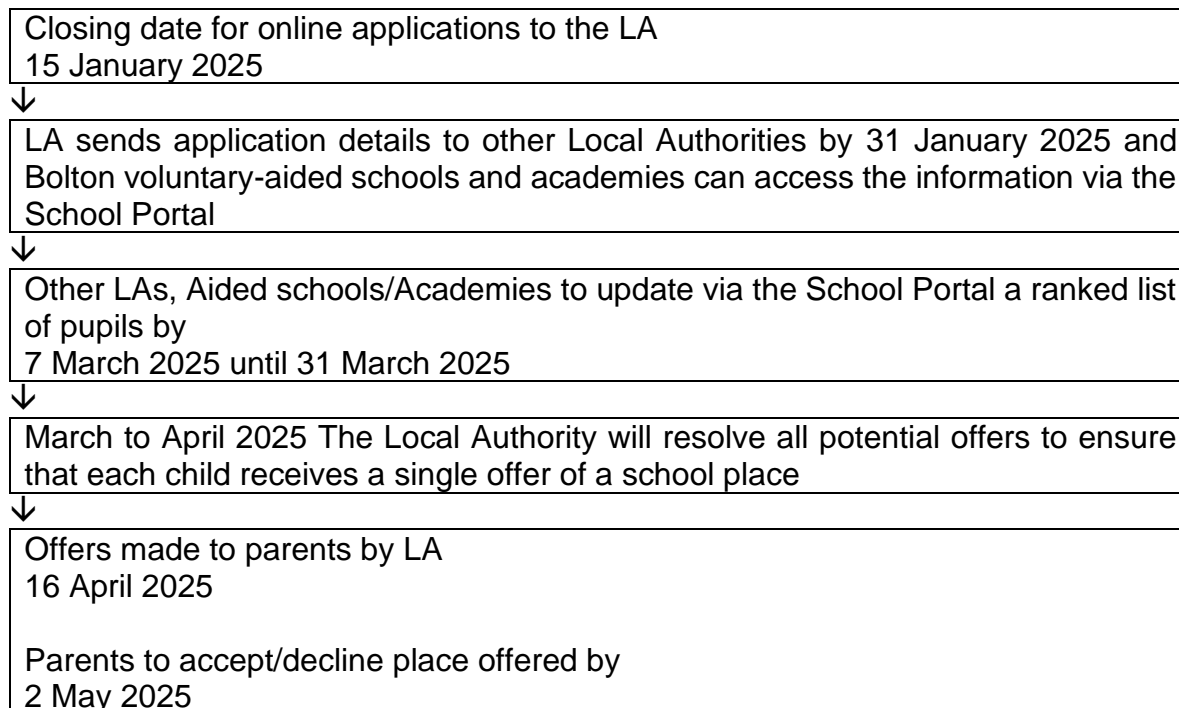 Closing date for online applications to the LA
15 January 2025
↓
LA sends application details to other Local Authorities by 31 January 2025 and
Bolton voluntary-aided schools and academies can access the information via the
School Portal
↓
Other LAs, Aided schools/Academies to update via the School Portal a ranked list
of pupils by
7 March 2025 until 31 March 2025
↓
March to April 2025 The Local Authority will resolve all potential offers to ensure
that each child receives a single offer of a school place
↓
Offers made to parents by LA
16 April 2025
Parents to accept/decline place offered by
2 May 2025